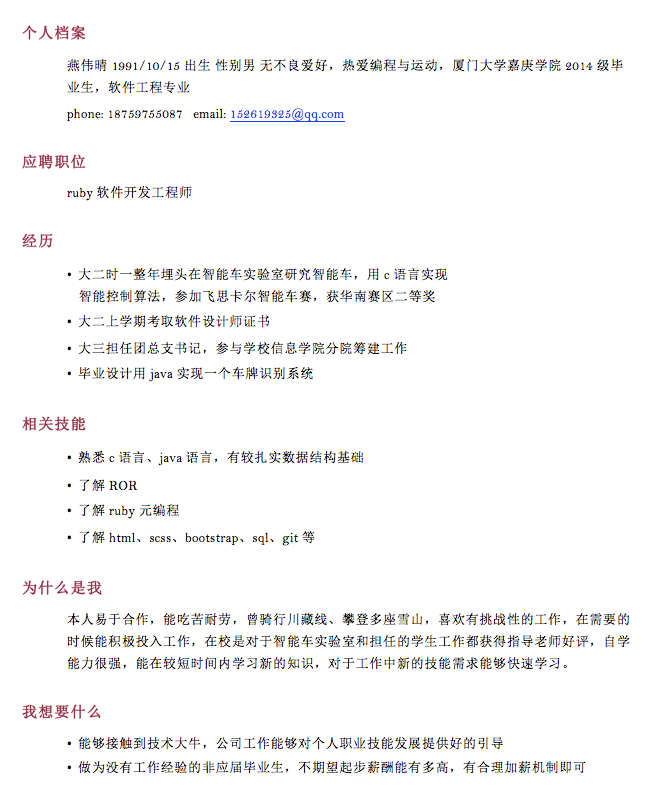 个人档案
燕伟晴 1991/10/15 出生 性别男 无不良爱好，热爱编程与运动，厦门大学嘉庚学院 2014 级毕
业生，软件工程专业
phone: 18759755087 email: 152619325@qq.com
应聘职位
ruby 软件开发工程师
经历
• 大二时一整年埋头在智能车实验室研究智能车，用 c 语言实现
智能控制算法，参加飞思卡尔智能车赛，获华南赛区二等奖
• 大二上学期考取软件设计师证书
• 大三担任团总支书记，参与学校信息学院分院筹建工作
• 毕业设计用 java 实现一个车牌识别系统
相关技能
• 熟悉 c 语言、java 语言，有较扎实数据结构基础
• 了解 ROR
• 了解 ruby 元编程
• 了解 html、scss、bootstrap、sql、git 等
为什么是我
本人易于合作，能吃苦耐劳，曾骑行川藏线、攀登多座雪山，喜欢有挑战性的工作，在需要的
时候能积极投入工作，在校是对于智能车实验室和担任的学生工作都获得指导老师好评，自学
能力很强，能在较短时间内学习新的知识，对于工作中新的技能需求能够快速学习。
我想要什么
• 能够接触到技术大牛，公司工作能够对个人职业技能发展提供好的引导
• 做为没有工作经验的非应届毕业生，不期望起步薪酬能有多高，有合理加薪机制即可